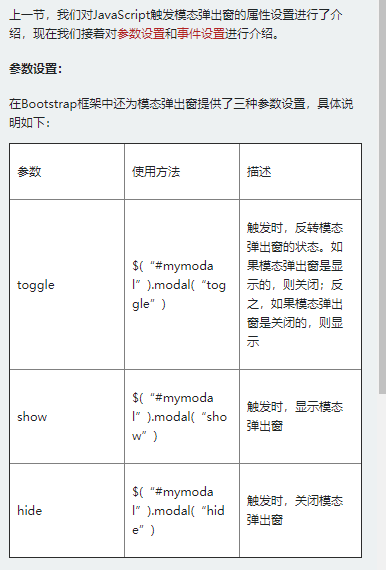 上一节，我们对JavaScript触发模态弹出窗的属性设置进行了介
绍，现在我们接着对参数设置和事件设置进行介绍。
参数设置：
在Bootstrap框架中还为模态弹出窗提供了三种参数设置，具体说
明如下：
参数
使用方法
描述
toggle
$(“#mymoda
l”).modal(“tog
gle”)
触发时，反转模态
弹出窗的状态。如
果模态弹出窗是显
示的，则关闭；反
之，如果模态弹出
窗是关闭的，则显
示
show
$(“#mymoda
l”).modal(“sho
w”)
触发时，显示模态
弹出窗
hide
$(“#mymoda
l”).modal(“hid
e”)
触发时，关闭模态
弹出窗